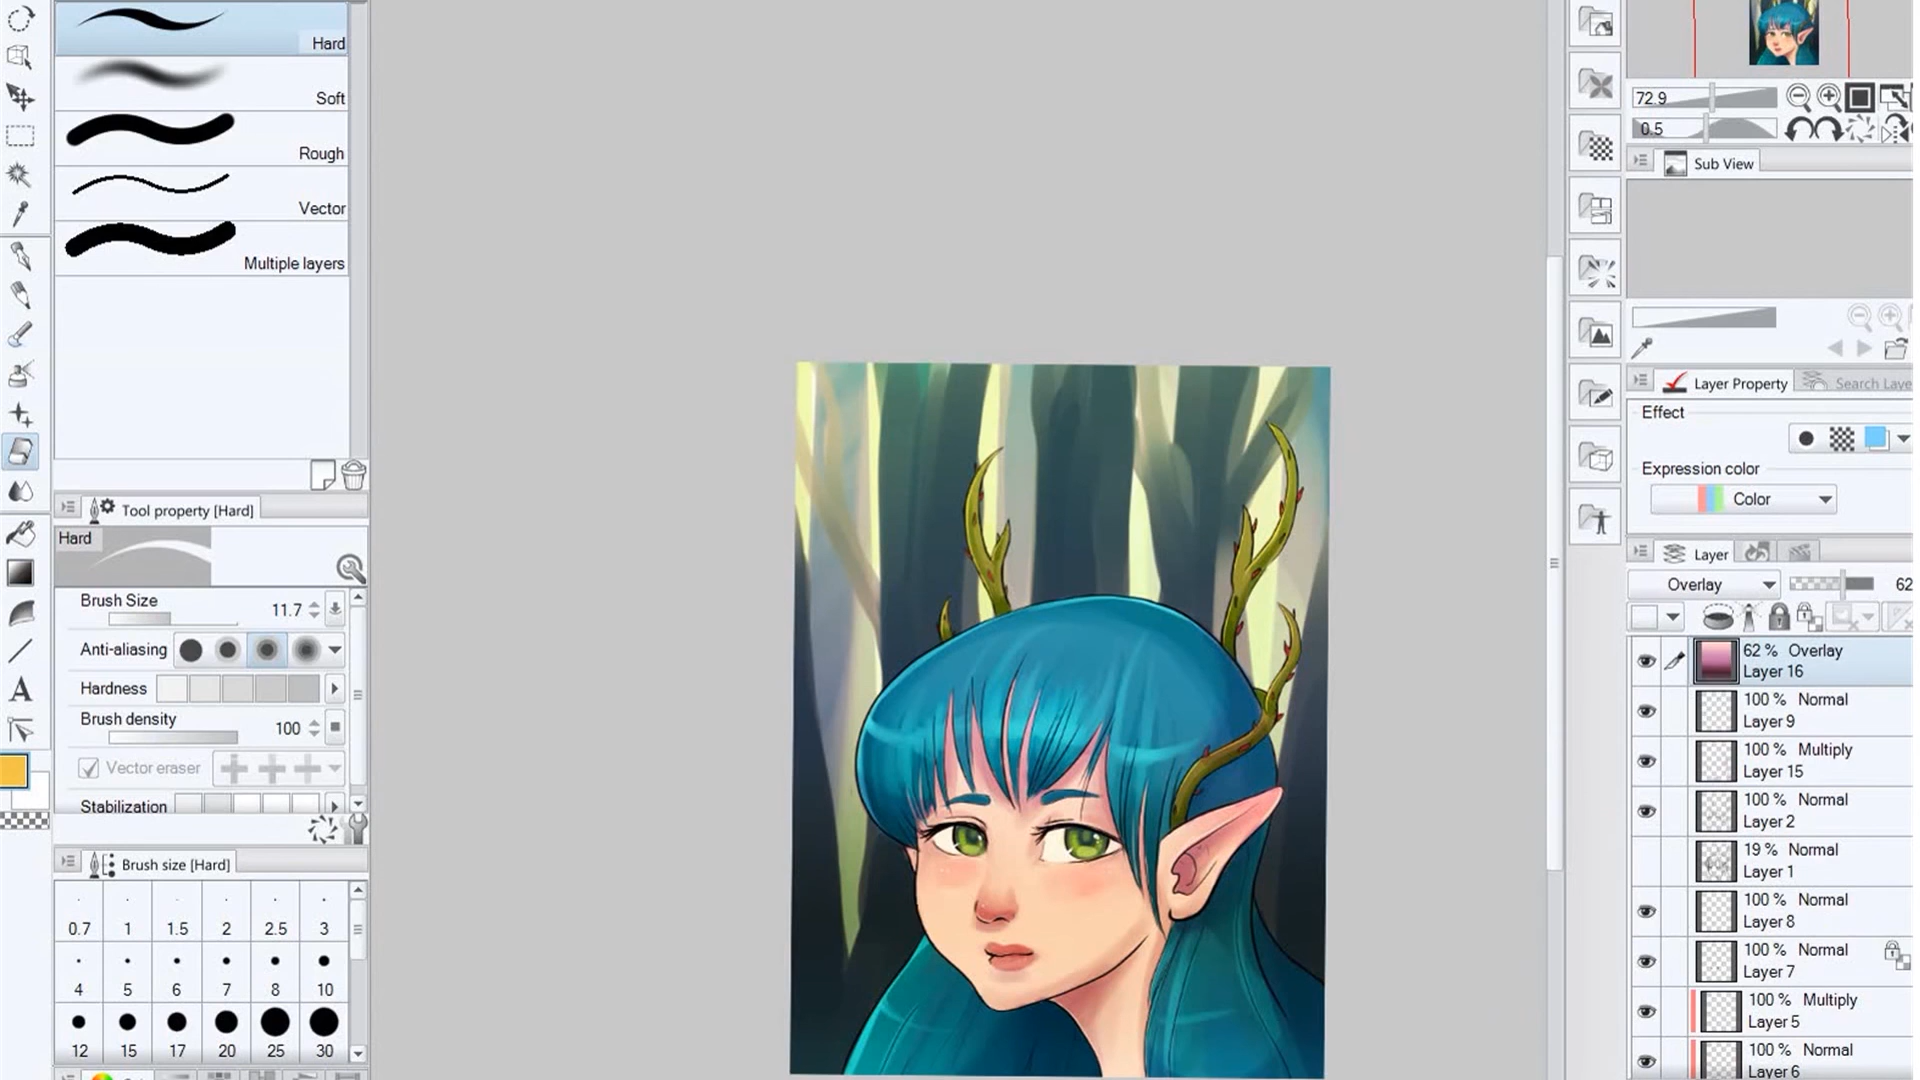 Hard
Soft
Rough
Vector
Multiple layers
Tool property [Hard]
Hard
Brush Size 11.7
Anti-aliasing
Hardness
Brush density 100
Vector eraser
Stabilization
Brush size [Hard]
0.7 1 1.5 2 2.5 3
4 5 6 7 8 10
12 15 17 20 25 30
72.9
0.5
Sub View
Layer Property Search Laye
Effect
Expression color
Color
Layer
Overlay 62
62 % Overlay
Layer 16
100 % Normal
Layer 9
100 % Multiply
Layer 15
100 % Normal
Layer 2
19 % Normal
Layer 1
100 % Normal
Layer 8
100 % Normal
Layer 7
100 % Multiply
Layer 5
100 % Normal
Layer 6